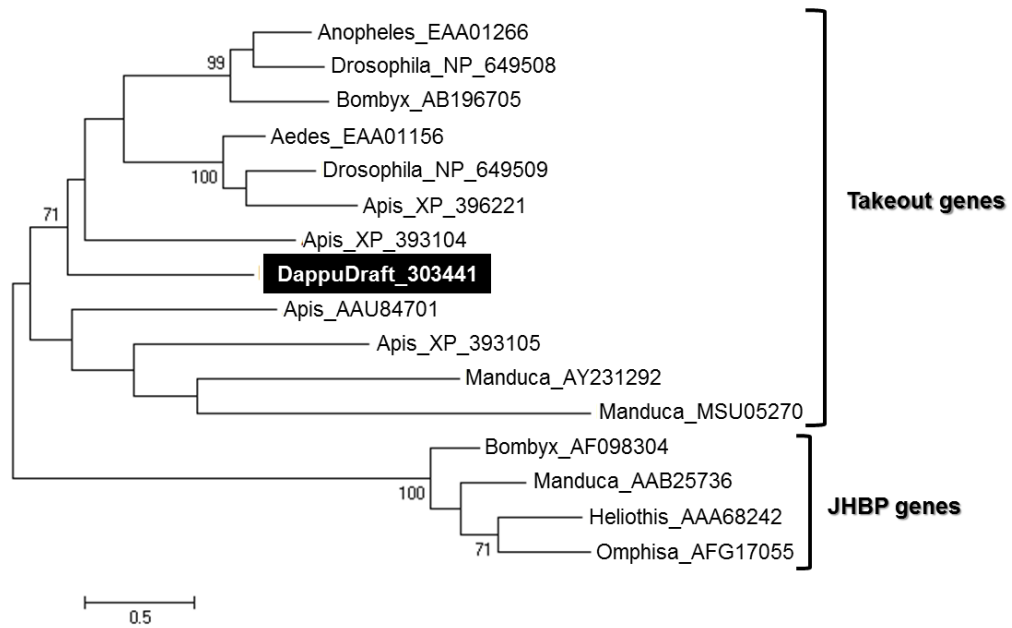 Anopheles_EAA01266
99
Drosophila_NP_649508
Bombyx_AB196705
Aedes_EAA01156
100
Drosophila_NP_649509
Apis_XP_396221
Takeout genes
71
Apis_XP_393104
DappuDraft_303441
Apis_AAU84701
Apis_XP_393105
Manduca_AY231292
Manduca_MSU05270
Bombyx_AF098304
100
Manduca_AAB25736
JHBP genes
Heliothis_AAA68242
71
Omphisa_AFG17055
0.5